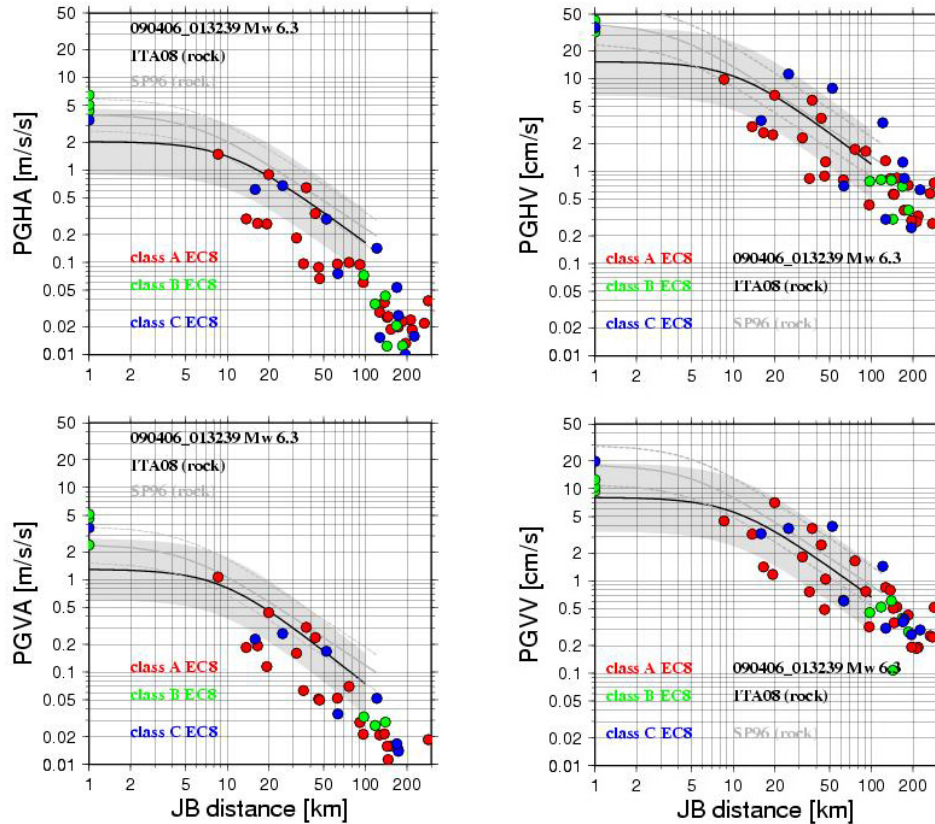 PGHA [m/s/s]
50
20
10
5
2
1
0.5
0.2
0.1
0.05
0.02
0.01
090406_013239 Mw 6.3
ITA08 (rock)
SP96 (rock)
class A EC8
class B EC8
class C EC8
1 2 5 10 20 50 100 200
PGHV [cm/s]
50
20
10
5
2
1
0.5
0.2
0.1
0.05
0.02
0.01
class A EC8 090406_013239 Mw 6.3
class B EC8 ITA08 (rock)
class C EC8 SP96 (rock)
1 2 5 10 20 50 100 200
PGVA [m/s/s]
50
20
10
5
2
1
0.5
0.2
0.1
0.05
0.02
0.01
090406_013239 Mw 6.3
ITA08 (rock)
SP96 (rock)
class A EC8
class B EC8
class C EC8
1 2 5 10 20 50 100 200
JB distance [km]
PGVV [cm/s]
50
20
10
5
2
1
0.5
0.2
0.1
0.05
0.02
0.01
class A EC8 090406_013239 Mw 6.3
class B EC8 ITA08 (rock)
class C EC8 SP96 (rock)
1 2 5 10 20 50 100 200
JB distance [km]